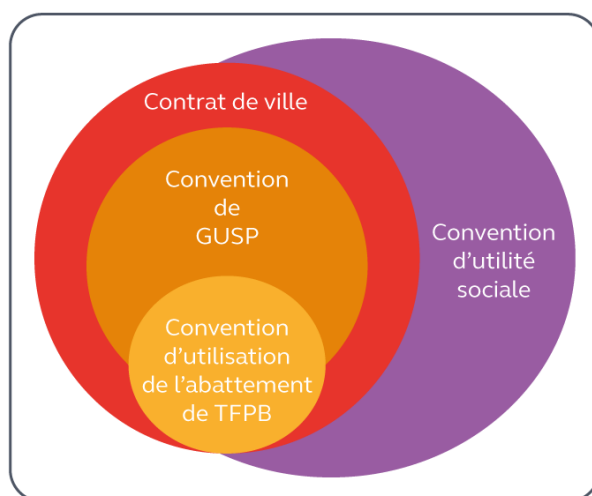 Contrat de ville
Convention
de
GUSP
Convention
d'utilisation
de l'abattement
de TFPB
Convention
d'utilité
sociale